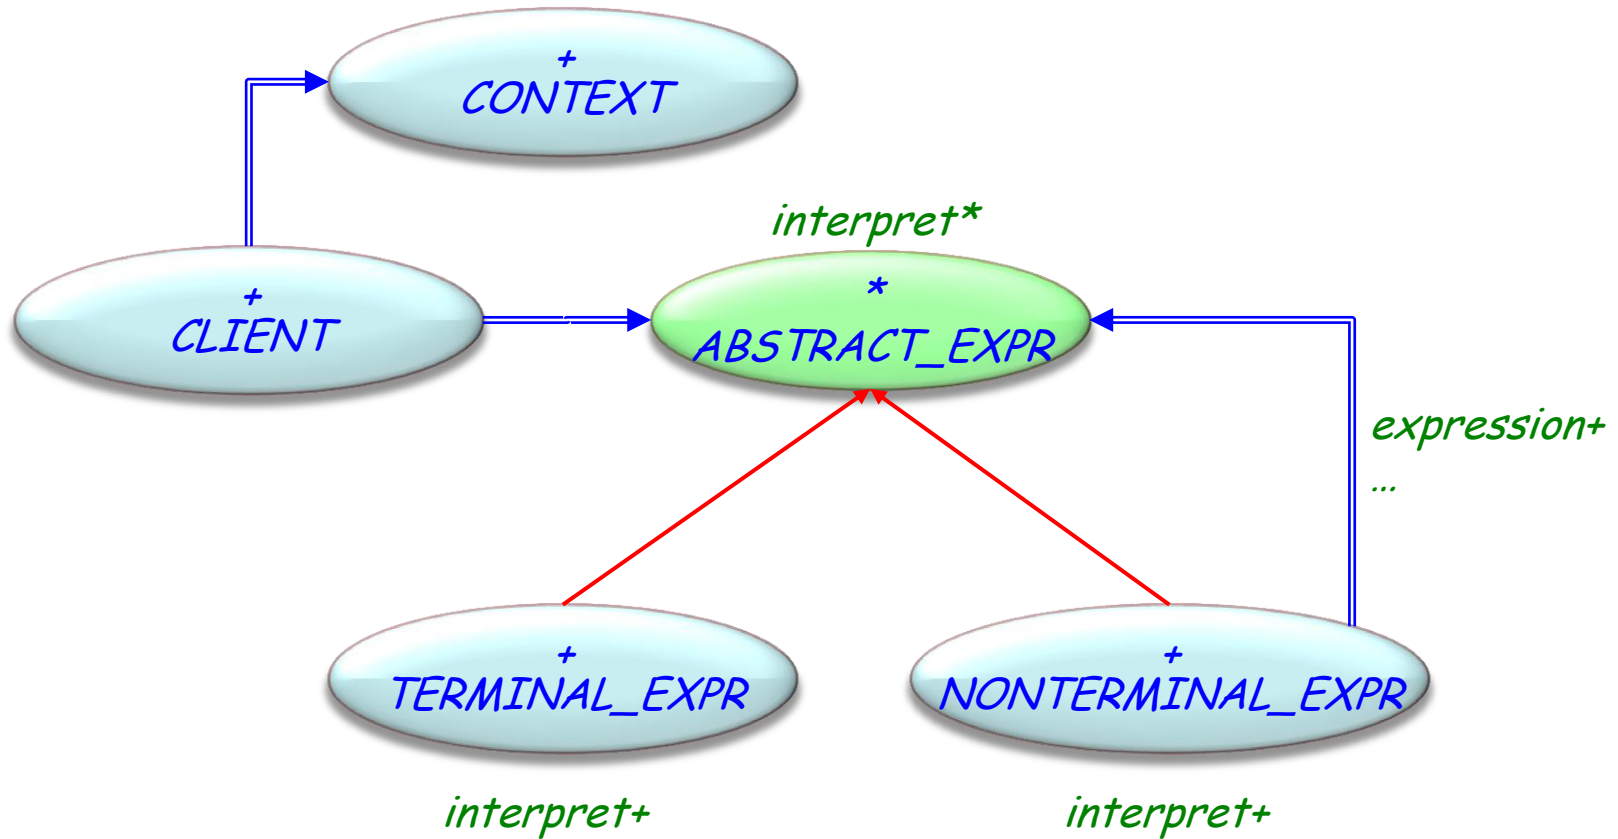 +
CONTEXT
interpret*
+
CLIENT
*
ABSTRACT_EXPR
expression+
...
+
TERMINAL_EXPR
+
NONTERMINAL_EXPR
interpret+
interpret+